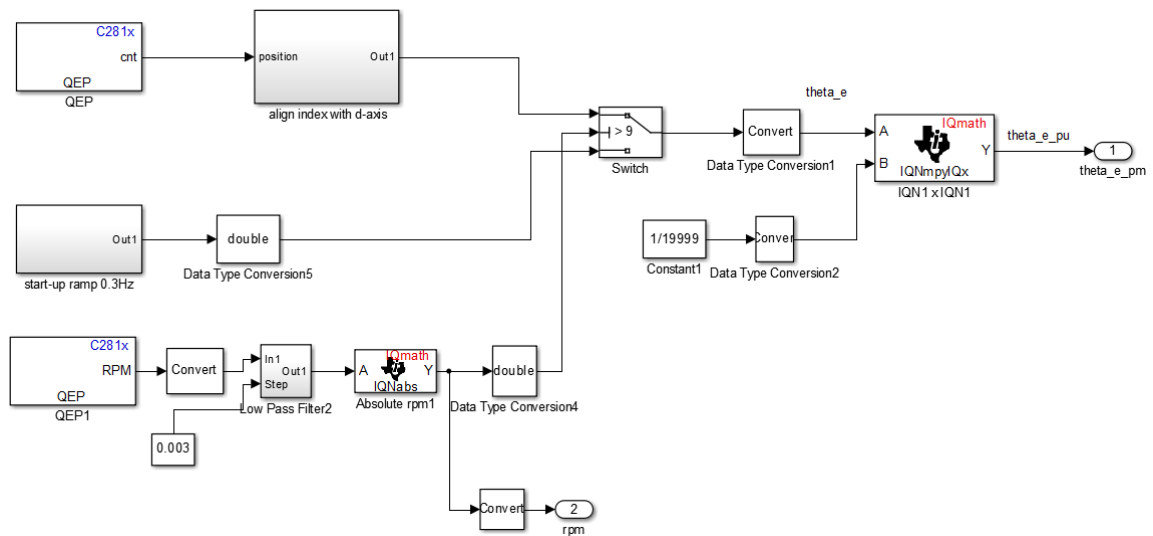 C281x
cnt
QEP
QEP
position
Out1
align index with d-axis
> 9
Switch
theta_e
Convert
Data Type Conversion1
IQmath
A
B
Y
IQNmpyIQx
IQN1 x IQN1
theta_e_pu
1
theta_e_pm
Out1
start-up ramp 0.3Hz
double
Data Type Conversion5
1/19999
Constant1
Conver
Data Type Conversion2
C281x
RPM
QEP
QEP1
Convert
In1
Step
Out1
Low Pass Filter2
0.003
IQmath
A
Y
IQNabs
Absolute rpm1
double
Data Type Conversion4
Convert
2
rpm